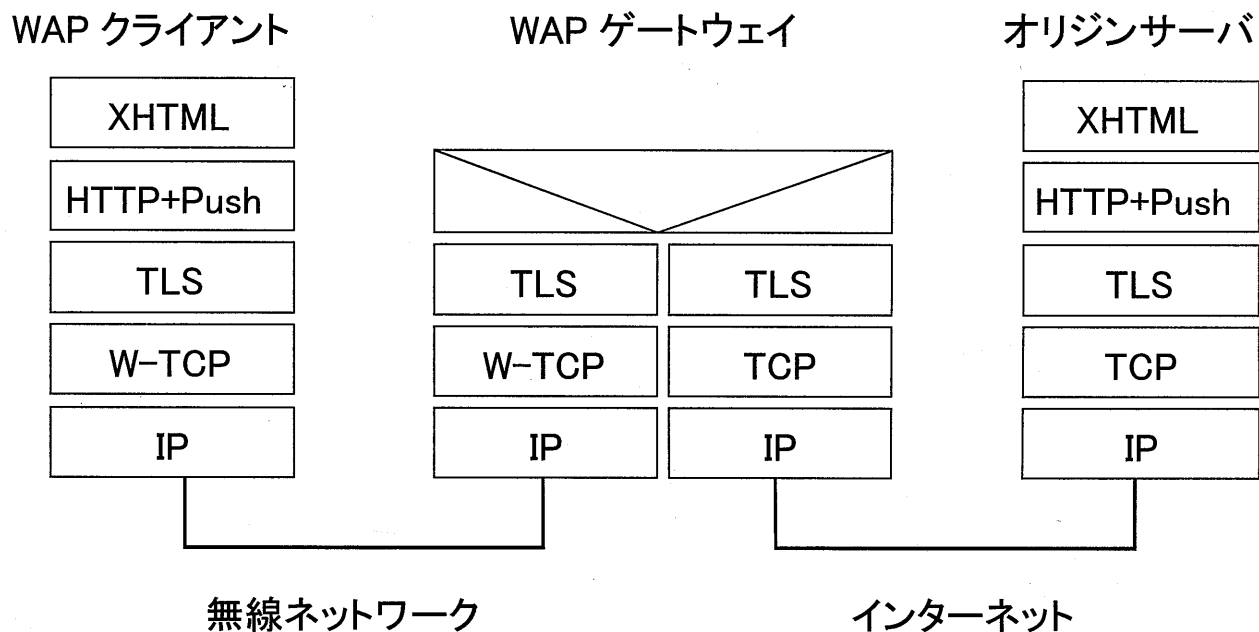 WAP クライアント
WAP ゲートウェイ
オリジンサーバ
XHTML
HTTP+Push
TLS
W-TCP
IP
TLS
W-TCP
IP
TLS
TCP
IP
XHTML
HTTP+Push
TLS
TCP
IP
無線ネットワーク
インターネット